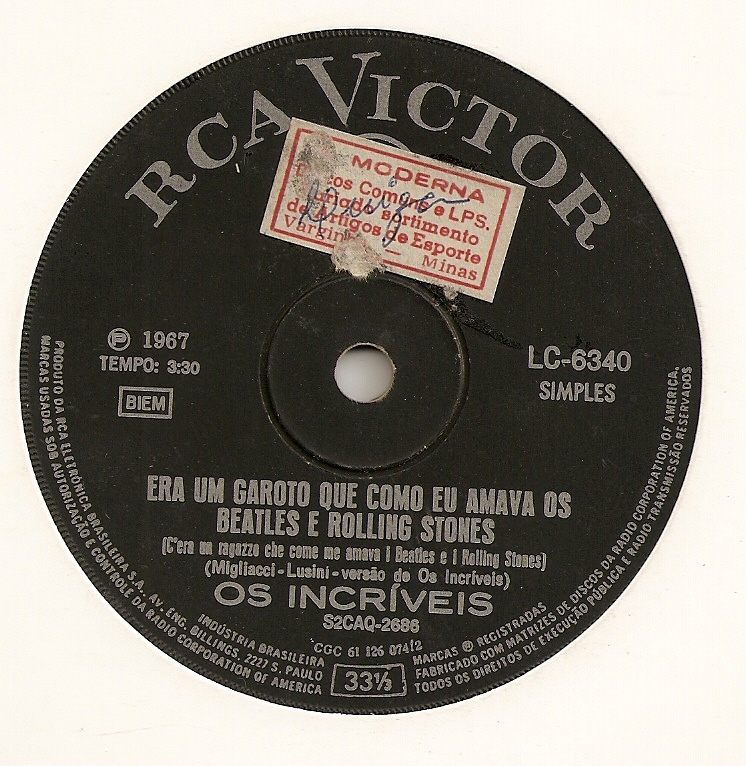 RCA VICTOR
MODERNA
Discos Comp e LPS.
variado sortimento
de Artigos de Esporte
Varginha — Minas
℗ 1967
TEMPO: 3:30
BIEM
LC-6340
SIMPLES
ERA UM GAROTO QUE COMO EU AMAVA OS
BEATLES E ROLLING STONES
(C'era un ragazzo che come me amava i Beatles e i Rolling Stones)
(Migliacci - Lusini - versão de Os Incríveis)
OS INCRÍVEIS
S2CAQ-2686
CGC 61 126 074/2
33⅓
PRODUTO DA RCA ELETRÔNICA BRASILEIRA S.A., AV. ENG. BILLINGS, 2227 S. PAULO
MARCAS USADAS SOB AUTORIZAÇÃO E CONTROLE DA RADIO CORPORATION OF AMERICA
INDÚSTRIA BRASILEIRA
MARCAS ® REGISTRADAS
FABRICADO COM MATRIZES DE DISCOS DA RADIO CORPORATION OF AMERICA.
TODOS OS DIREITOS DE EXECUÇÃO PÚBLICA E RADIO TRANSMISSÃO RESERVADOS